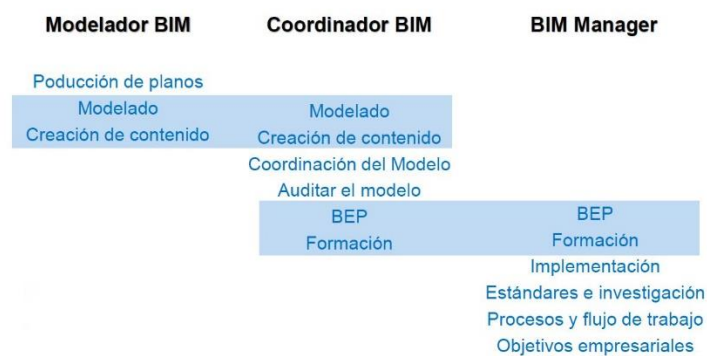 Modelador BIM Coordinador BIM BIM Manager
Poducción de planos
Modelado Modelado
Creación de contenido Creación de contenido
Coordinación del Modelo
Auditar el modelo
BEP BEP
Formación Formación
Implementación
Estándares e investigación
Procesos y flujo de trabajo
Objetivos empresariales